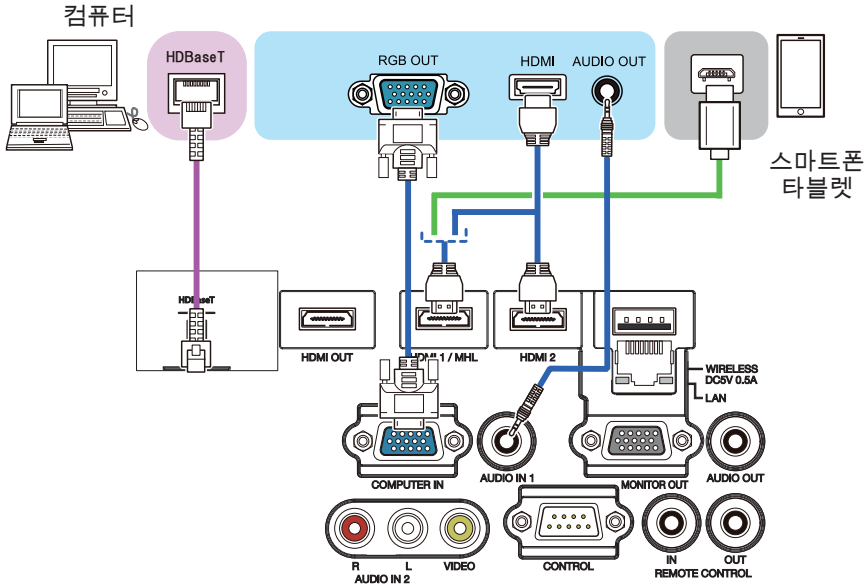 컴퓨터
HDBaseT
RGB OUT
HDMI
AUDIO OUT
스마트폰
타블렛
HDBaseT
HDMI OUT
HDMI 1 / MHL
HDMI 2
WIRELESS
DC5V 0.5A
LAN
COMPUTER IN
AUDIO IN 1
MONITOR OUT
AUDIO OUT
R
L
VIDEO
AUDIO IN 2
CONTROL
IN
OUT
REMOTE CONTROL